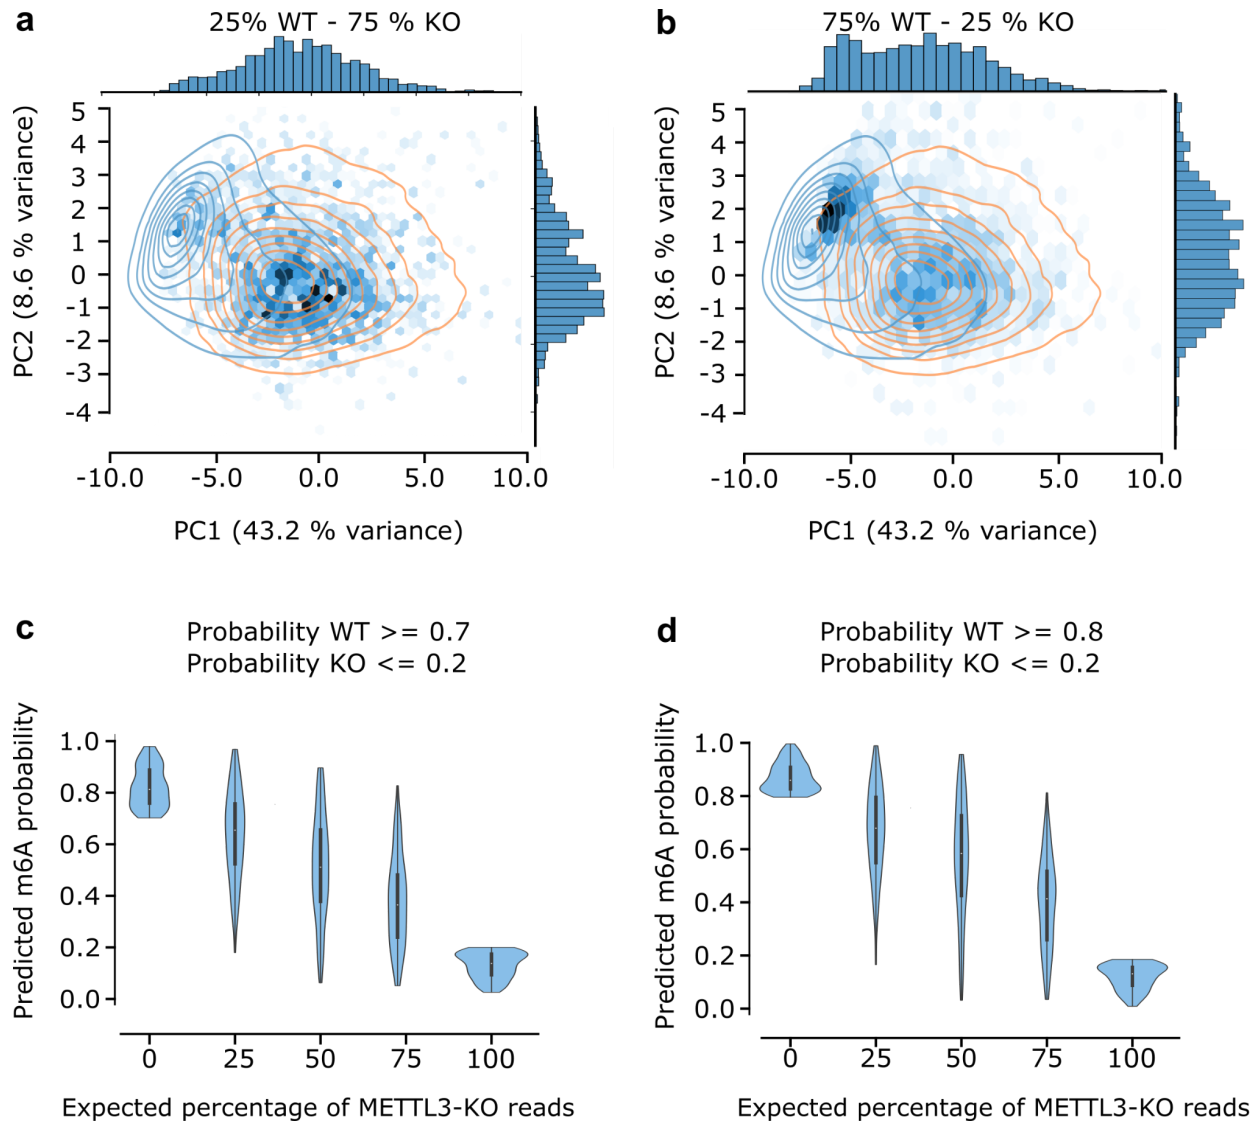 a
25% WT - 75 % KO
PC2 (8.6 % variance)
5
4
3
2
1
0
-1
-2
-3
-4
-10.0
-5.0
0.0
5.0
10.0
PC1 (43.2 % variance)
b
75% WT - 25 % KO
PC2 (8.6 % variance)
5
4
3
2
1
0
-1
-2
-3
-4
-10.0
-5.0
0.0
5.0
10.0
PC1 (43.2 % variance)
c
Probability WT >= 0.7
Probability KO <= 0.2
Predicted m6A probability
1.0
0.8
0.6
0.4
0.2
0.0
0
25
50
75
100
Expected percentage of METTL3-KO reads
d
Probability WT >= 0.8
Probability KO <= 0.2
Predicted m6A probability
1.0
0.8
0.6
0.4
0.2
0.0
0
25
50
75
100
Expected percentage of METTL3-KO reads